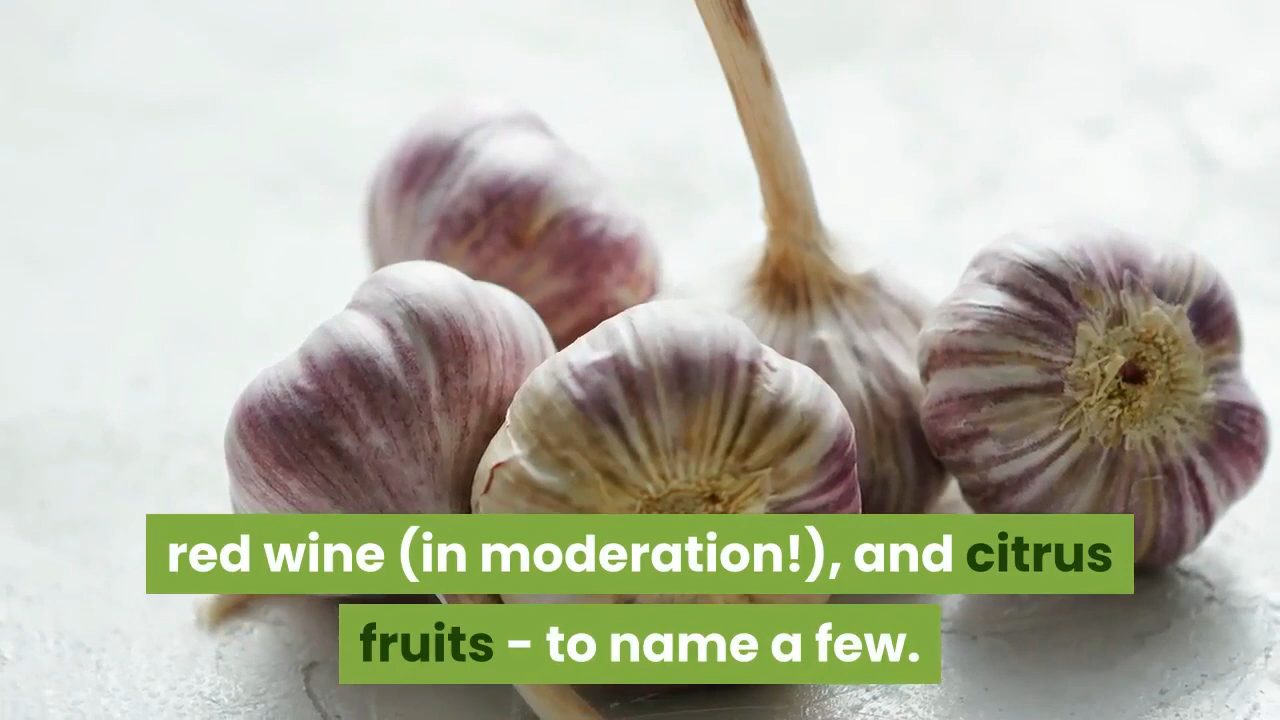 red wine (in moderation!), and citrus
fruits - to name a few.